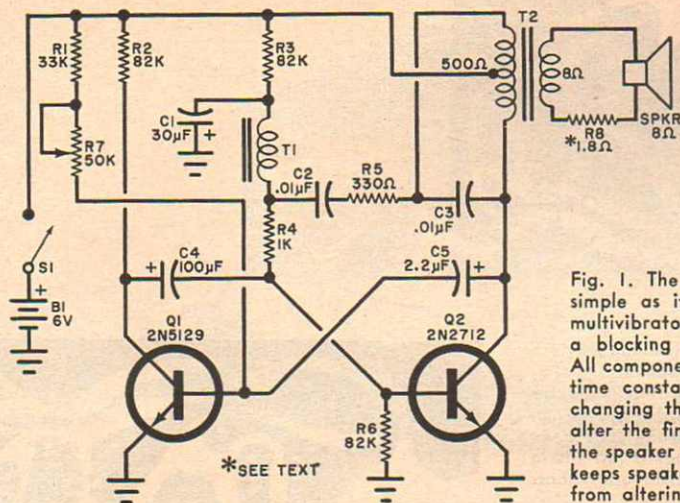 R1
33K
R2
82K
R3
82K
T2
500Ω
8Ω
SPKR
8Ω
R8
*1.8Ω
C1
30μF
+
T1
R7
50K
C2
.01μF
R5
330Ω
C3
.01μF
R4
1K
C4
+
100μF
C5
2.2μF
+
S1
+
B1
6V
Q1
2N5129
Q2
2N2712
R6
82K
*SEE TEXT
Fig. 1. The
simple as i
multivibrato
a blocking
All compone
time consta
changing th
alter the fir
the speaker
keeps speak
from alterin